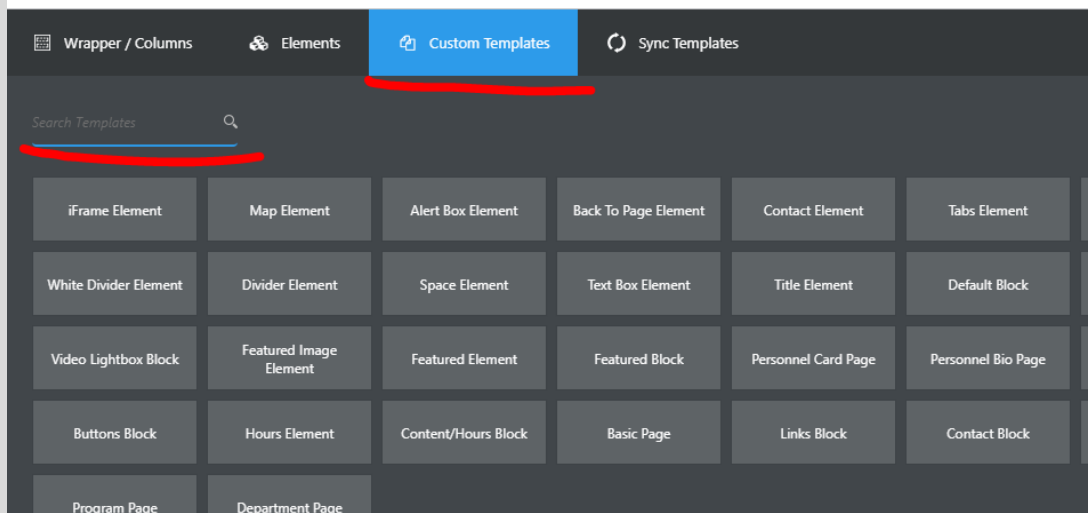 Wrapper / Columns Elements Custom Templates Sync Templates
Search Templates
iFrame Element Map Element Alert Box Element Back To Page Element Contact Element Tabs Element
White Divider Element Divider Element Space Element Text Box Element Title Element Default Block
Video Lightbox Block Featured Image Element Featured Element Featured Block Personnel Card Page Personnel Bio Page
Buttons Block Hours Element Content/Hours Block Basic Page Links Block Contact Block
Program Page Department Page